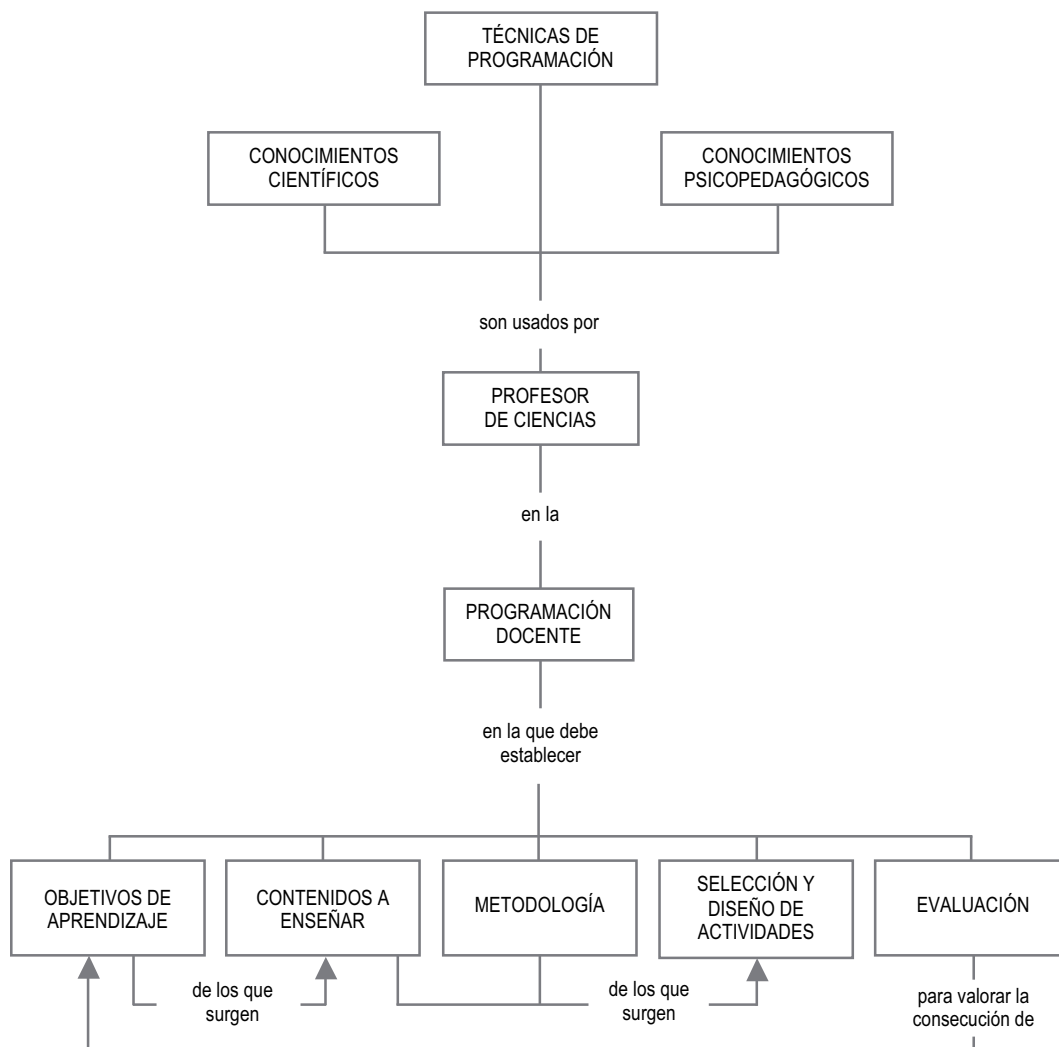 TÉCNICAS DE
PROGRAMACIÓN
CONOCIMIENTOS
CIENTÍFICOS
CONOCIMIENTOS
PSICOPEDAGÓGICOS
son usados por
PROFESOR
DE CIENCIAS
en la
PROGRAMACIÓN
DOCENTE
en la que debe
establecer
OBJETIVOS DE
APRENDIZAJE
CONTENIDOS A
ENSEÑAR
METODOLOGÍA
SELECCIÓN Y
DISEÑO DE
ACTIVIDADES
EVALUACIÓN
de los que
surgen
de los que
surgen
para valorar la
consecución de